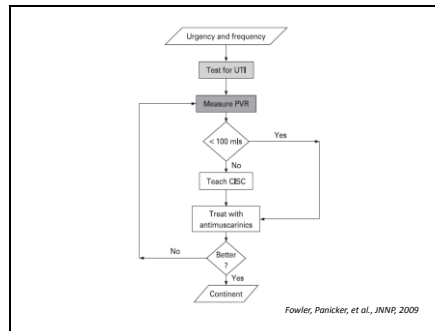 Urgency and frequency
Test for UTI
Measure PVR
< 100 mls
Yes
No
Teach CISC
Treat with
antimuscarinics
No
Better
?
Yes
Continent
Fowler, Panicker, et al., JNNP, 2009